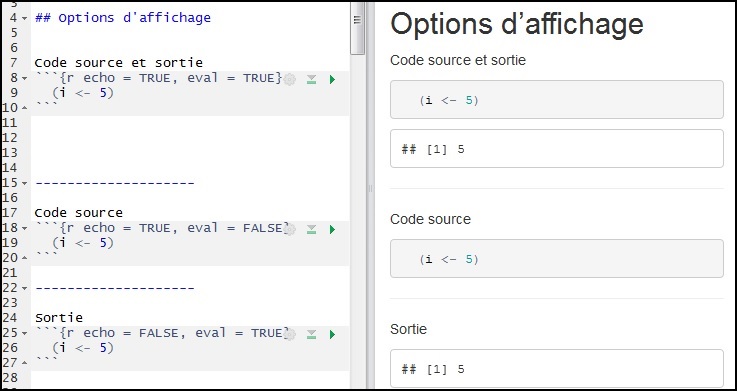 3
4 ## Options d'affichage
5
6
7 Code source et sortie
8 ```{r echo = TRUE, eval = TRUE}
9 (i <- 5)
10 ```
11
12
13
14
15 --------------------
16
17 Code source
18 ```{r echo = TRUE, eval = FALSE}
19 (i <- 5)
20 ```
21
22 --------------------
23
24 Sortie
25 ```{r echo = FALSE, eval = TRUE}
26 (i <- 5)
27 ```
28
Options d’affichage
Code source et sortie
(i <- 5)
## [1] 5
Code source
(i <- 5)
Sortie
## [1] 5